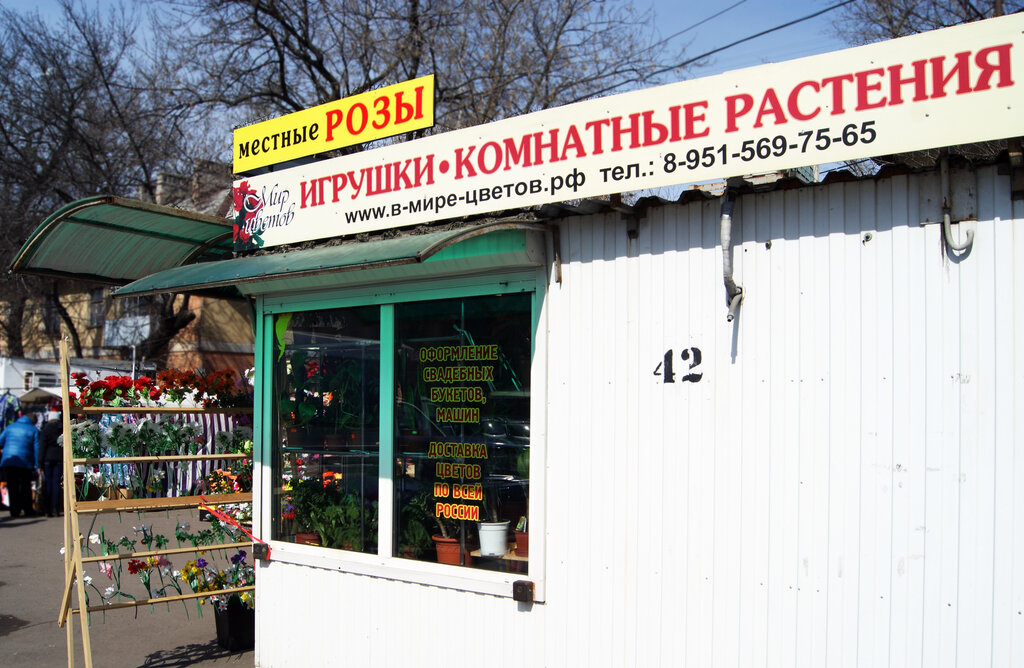 местные РОЗЫ
Мир
цветов
ИГРУШКИ•КОМНАТНЫЕ РАСТЕНИЯ
www.в-мире-цветов.рф тел.: 8-951-569-75-65
ОФОРМЛЕНИЕ
СВАДЕБНЫХ
БУКЕТОВ,
МАШИН
ДОСТАВКА
ЦВЕТОВ
ПО ВСЕЙ
РОССИИ
42